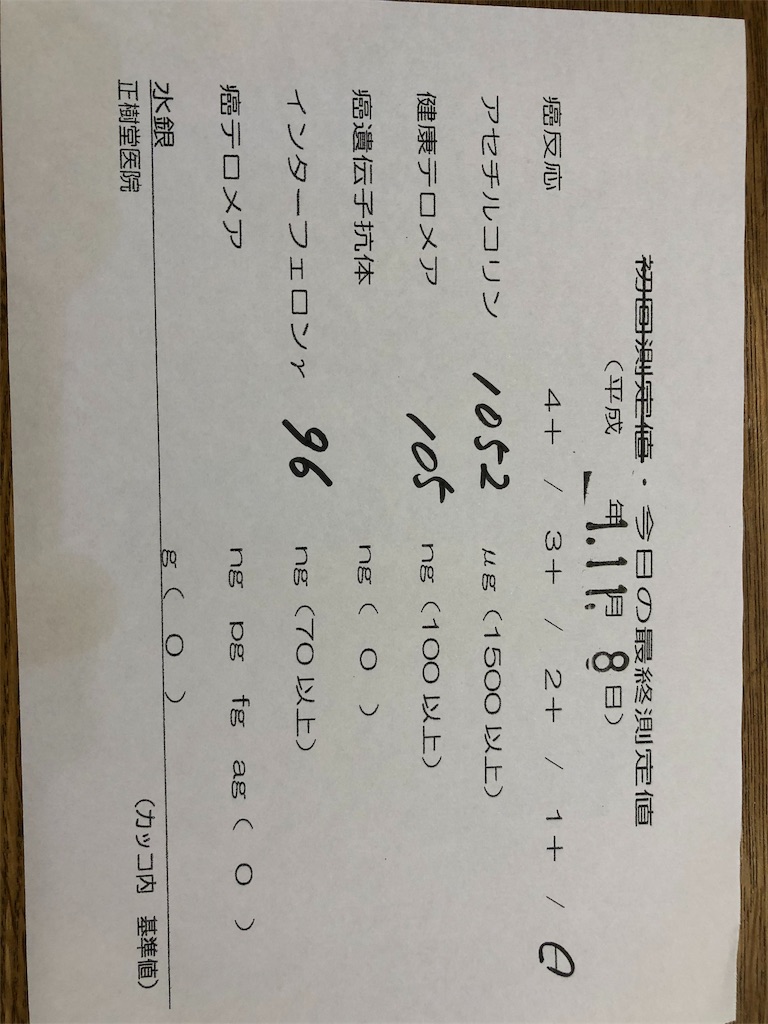 初回測定値・今日の最終測定値
(平成 年1.11月8日)
癌反応 4+ / 3+ / 2+ / 1+ / ⊖
アセチルコリン 1052 μg(1500以上)
健康テロメア 105 ng(100以上)
癌遺伝子抗体 ng( 0 )
インターフェロンγ 96 ng(70以上)
癌テロメア ng pg fg ag( 0 )
水銀 g( 0 )
正樹堂医院 (カッコ内 基準値)